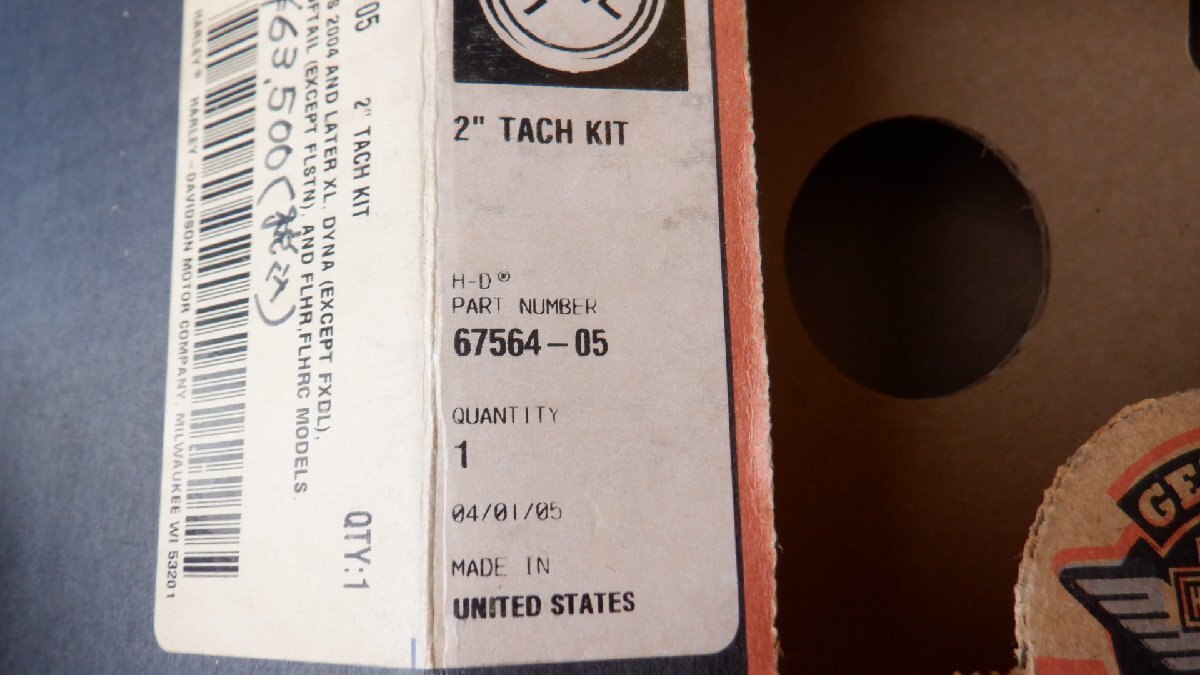 2" TACH KIT
H-D®
PART NUMBER
67564-05
QUANTITY
1
04/01/05
MADE IN
UNITED STATES
05 2" TACH KIT
2004 AND LATER XL, DYNA (EXCEPT FXDL),
(EXCEPT FLSTN), AND FLHR,FLHRC MODELS.
QTY:1
¥63,500(税込)
HARLEY® HARLEY-DAVIDSON MOTOR COMPANY, MILWAUKEE WI 53201